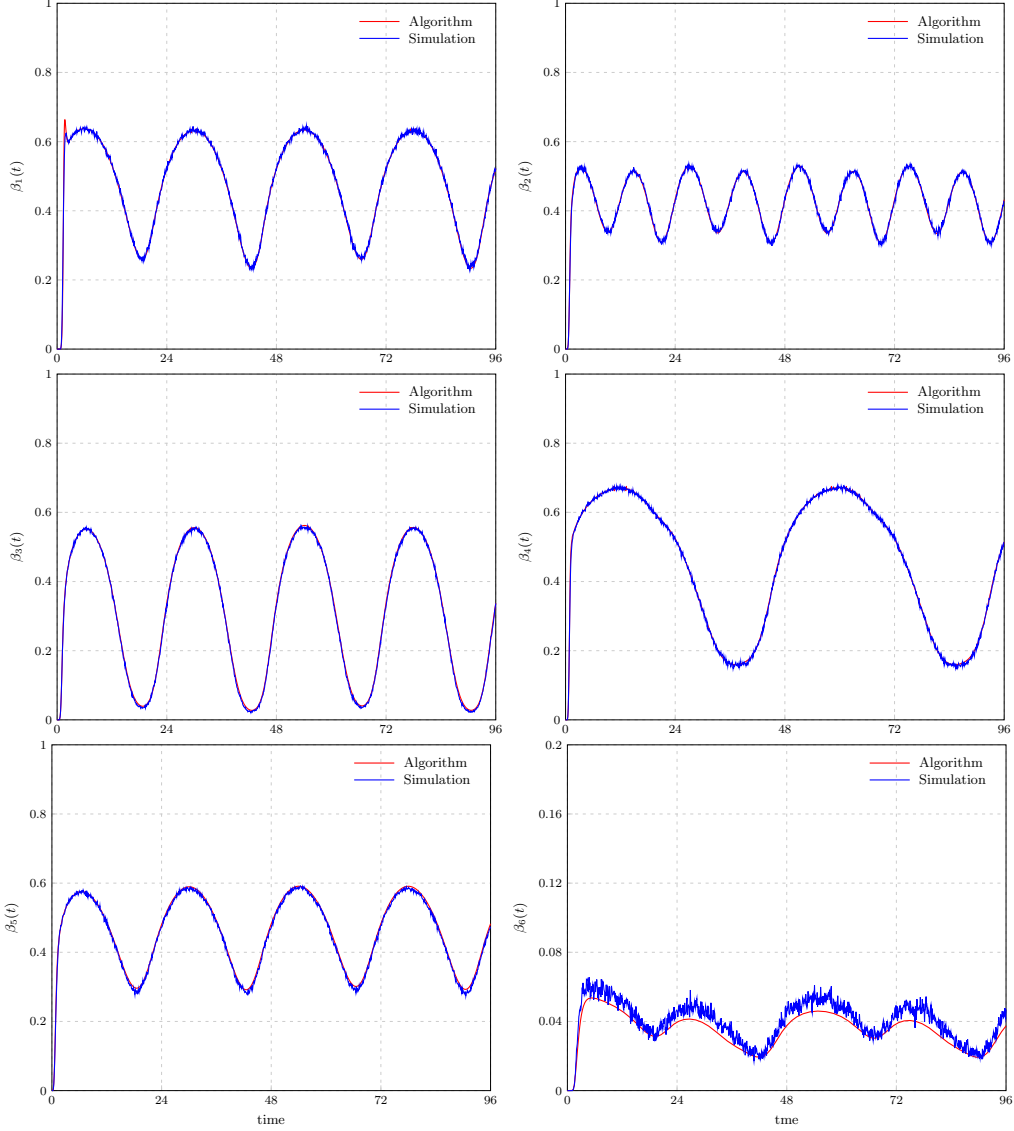 1
0.8
0.6
0.4
0.2
0
β1(t)
Algorithm
Simulation
0 24 48 72 96
1
0.8
0.6
0.4
0.2
0
β2(t)
Algorithm
Simulation
0 24 48 72 96
1
0.8
0.6
0.4
0.2
0
β3(t)
Algorithm
Simulation
0 24 48 72 96
1
0.8
0.6
0.4
0.2
0
β4(t)
Algorithm
Simulation
0 24 48 72 96
1
0.8
0.6
0.4
0.2
0
β5(t)
Algorithm
Simulation
0 24 48 72 96
time
0.2
0.16
0.12
0.08
0.04
0
β6(t)
Algorithm
Simulation
0 24 48 72 96
tme